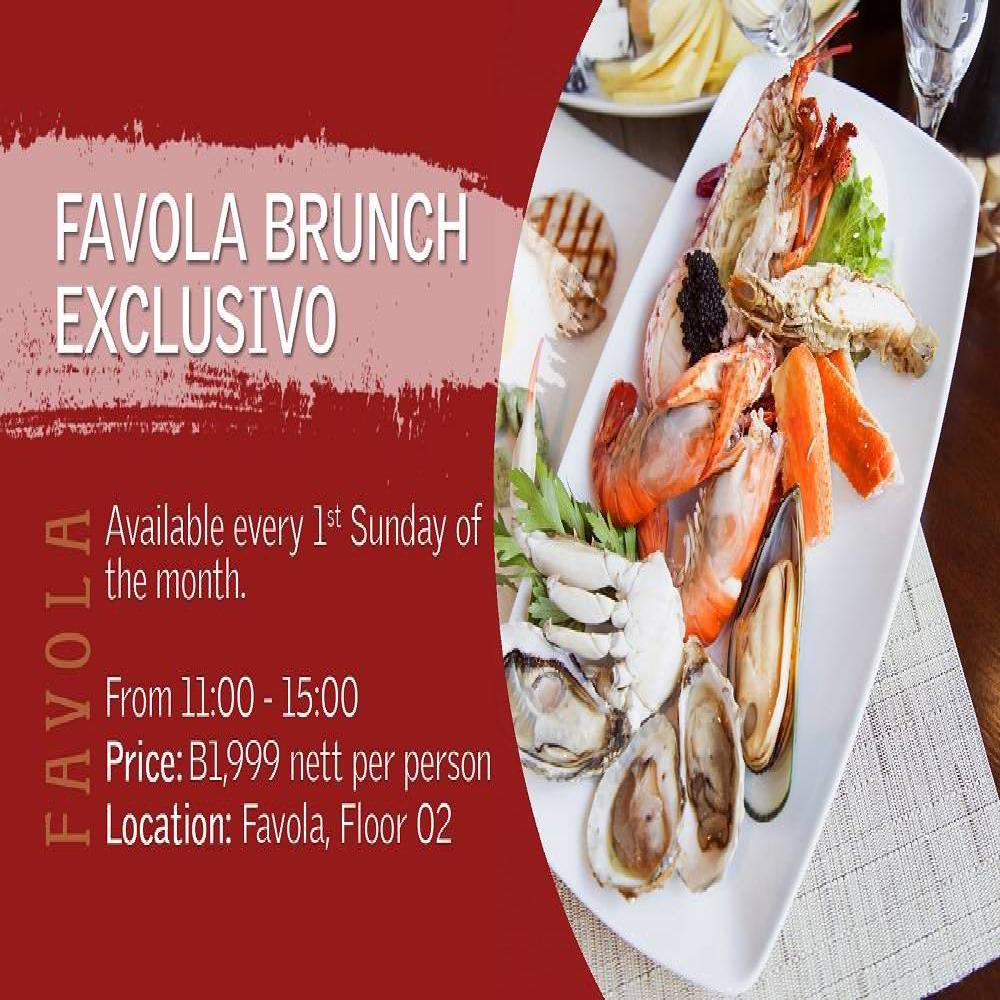 FAVOLA BRUNCH
EXCLUSIVO
FAVOLA
Available every 1st Sunday of
the month.
From 11:00 - 15:00
Price: B1,999 nett per person
Location: Favola, Floor 02